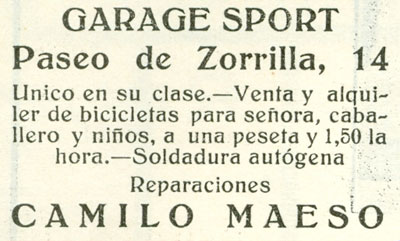 GARAGE SPORT
Paseo de Zorrilla, 14
Unico en su clase.—Venta y alqui-
ler de bicicletas para señora, caba-
llero y niños, a una peseta y 1,50 la
hora.—Soldadura autógena
Reparaciones
CAMILO MAESO